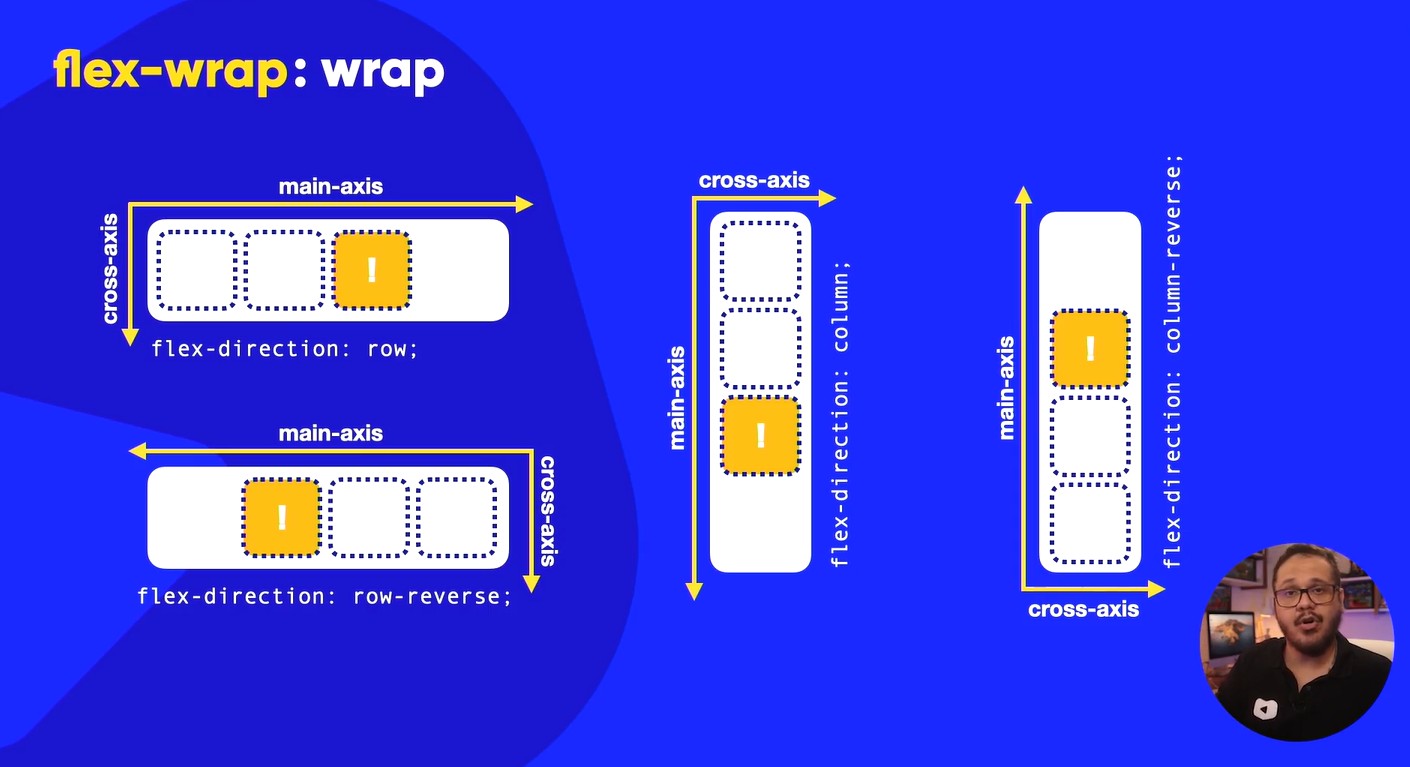 flex-wrap: wrap
main-axis
cross-axis
!
flex-direction: row;
main-axis
cross-axis
!
flex-direction: row-reverse;
cross-axis
main-axis
!
flex-direction: column;
main-axis
!
flex-direction: column-reverse;
cross-axis